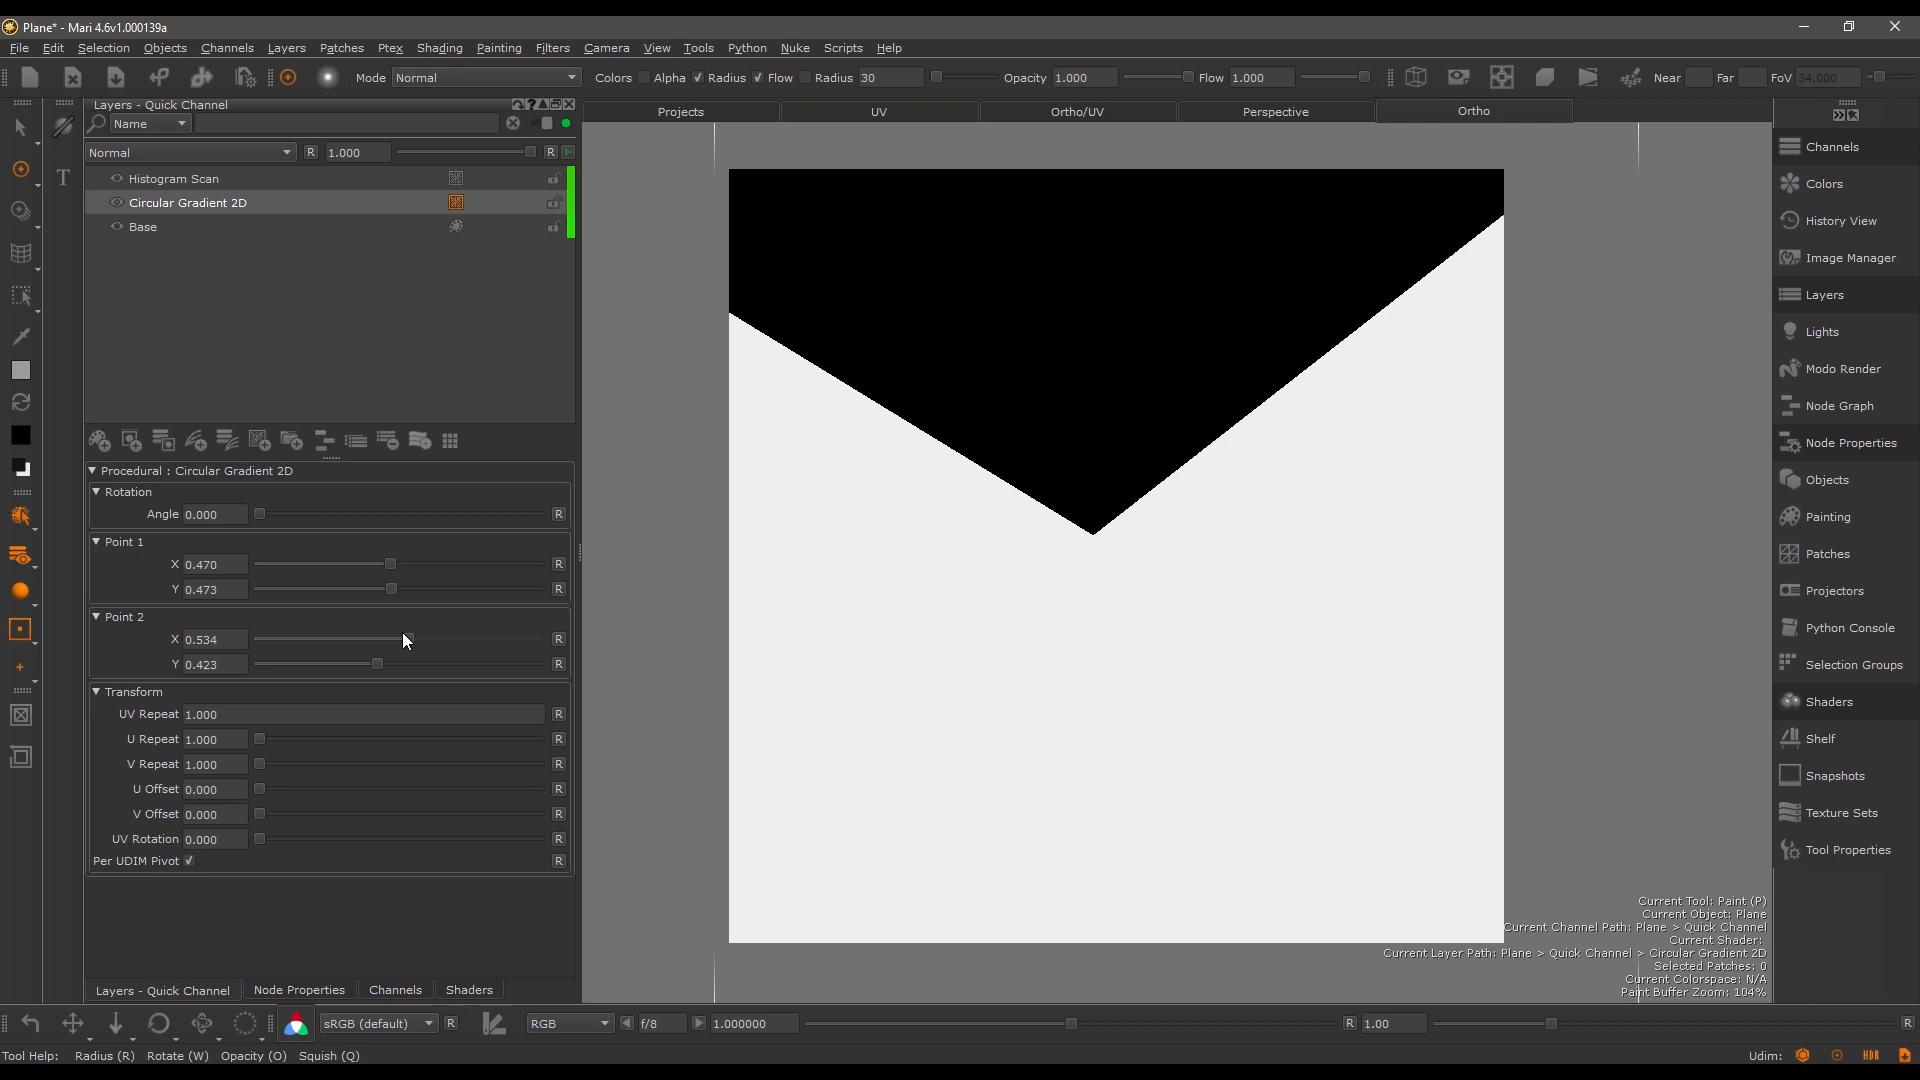 Plane* - Mari 4.6v1.000139a
File Edit Selection Objects Channels Layers Patches Ptex Shading Painting Filters Camera View Tools Python Nuke Scripts Help
Mode Normal Colors Alpha Radius Flow Radius 30 Opacity 1.000 Flow 1.000 Near Far FoV 34.000
Layers - Quick Channel
Projects UV Ortho/UV Perspective Ortho
Name
Normal R 1.000 R
Histogram Scan
Circular Gradient 2D
Base
Procedural : Circular Gradient 2D
Rotation
Angle 0.000 R
Point 1
X 0.470 R
Y 0.473 R
Point 2
X 0.534 R
Y 0.423 R
Transform
UV Repeat 1.000 R
U Repeat 1.000 R
V Repeat 1.000 R
U Offset 0.000 R
V Offset 0.000 R
UV Rotation 0.000 R
Per UDIM Pivot R
Layers - Quick Channel Node Properties Channels Shaders
Channels
Colors
History View
Image Manager
Layers
Lights
Modo Render
Node Graph
Node Properties
Objects
Painting
Patches
Projectors
Python Console
Selection Groups
Shaders
Shelf
Snapshots
Texture Sets
Tool Properties
Current Tool: Paint (P)
Current Object: Plane
Current Channel Path: Plane > Quick Channel
Current Shader:
Current Layer Path: Plane > Quick Channel > Circular Gradient 2D
Selected Patches: 0
Current Colorspace: N/A
Paint Buffer Zoom: 104%
sRGB (default) R RGB f/8 1.000000 R 1.00 R
Tool Help: Radius (R) Rotate (W) Opacity (O) Squish (Q) Udim: HDR